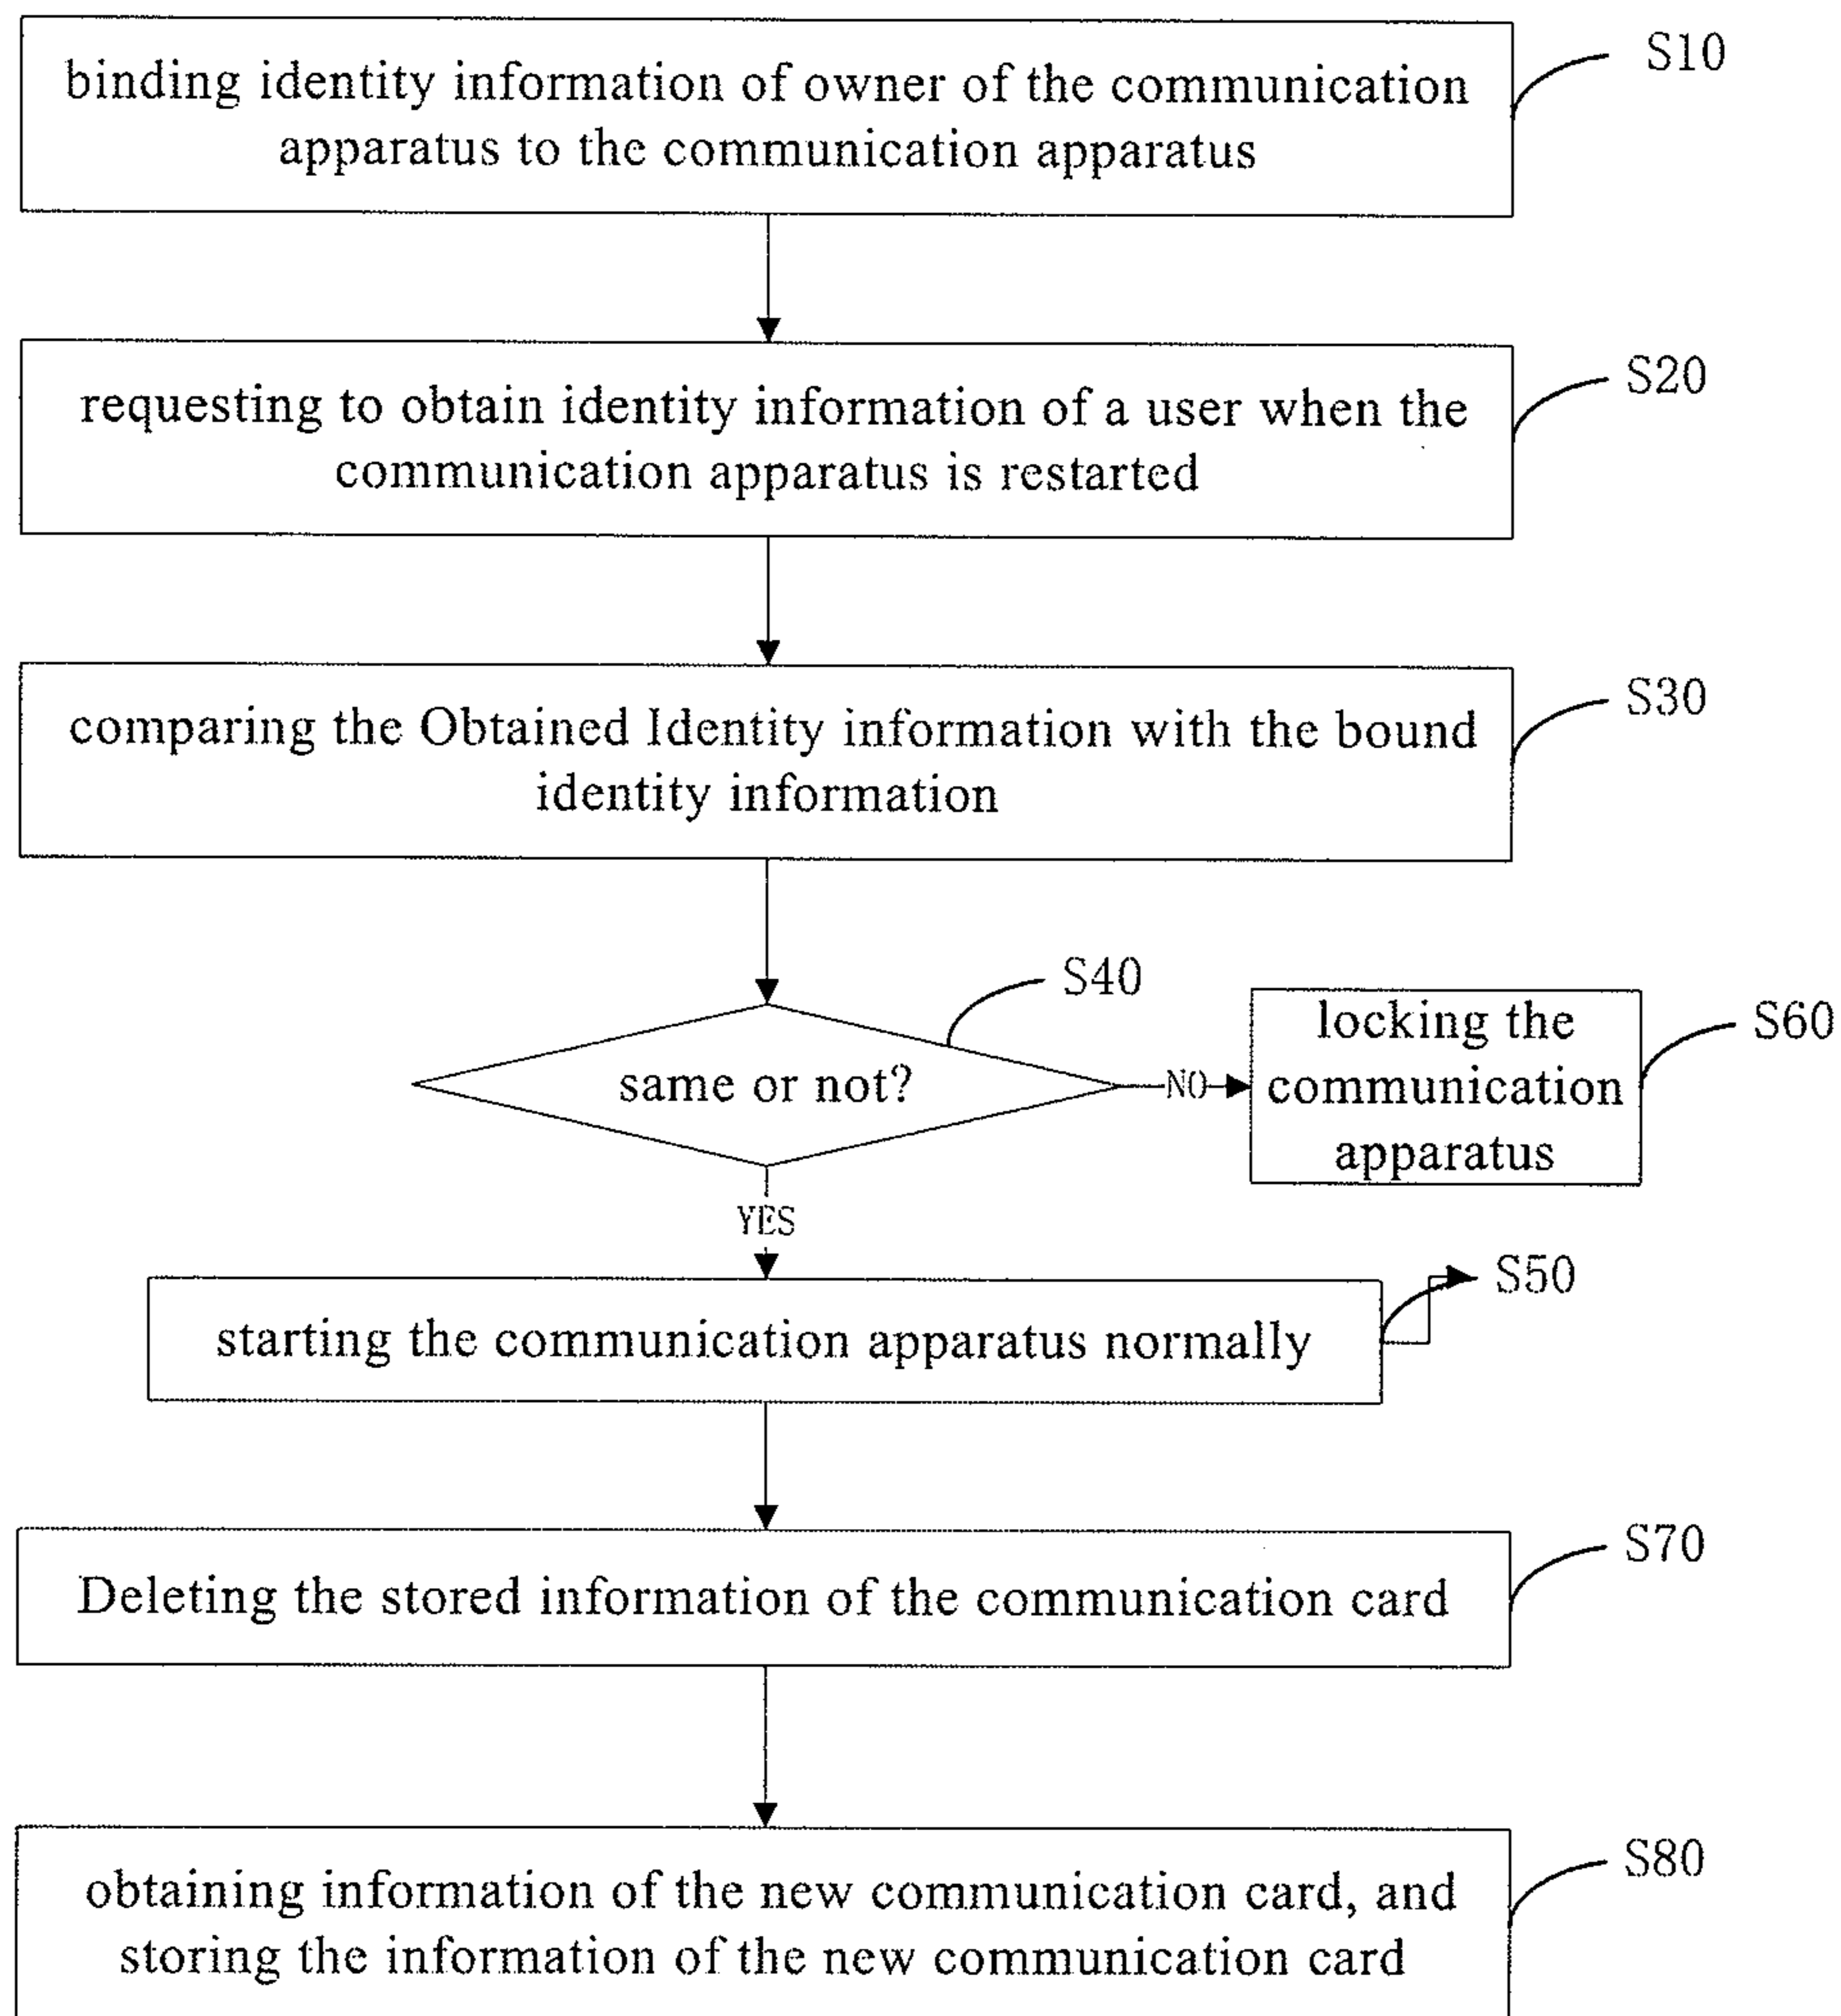 S10
binding identity information of owner of the communication
apparatus to the communication apparatus
S20
requesting to obtain identity information of a user when the
communication apparatus is restarted
S30
comparing the Obtained Identity information with the bound
identity information
S40
same or not?
NO
locking the
communication
apparatus
S60
YES
S50
starting the communication apparatus normally
S70
Deleting the stored information of the communication card
S80
obtaining information of the new communication card, and
storing the information of the new communication card